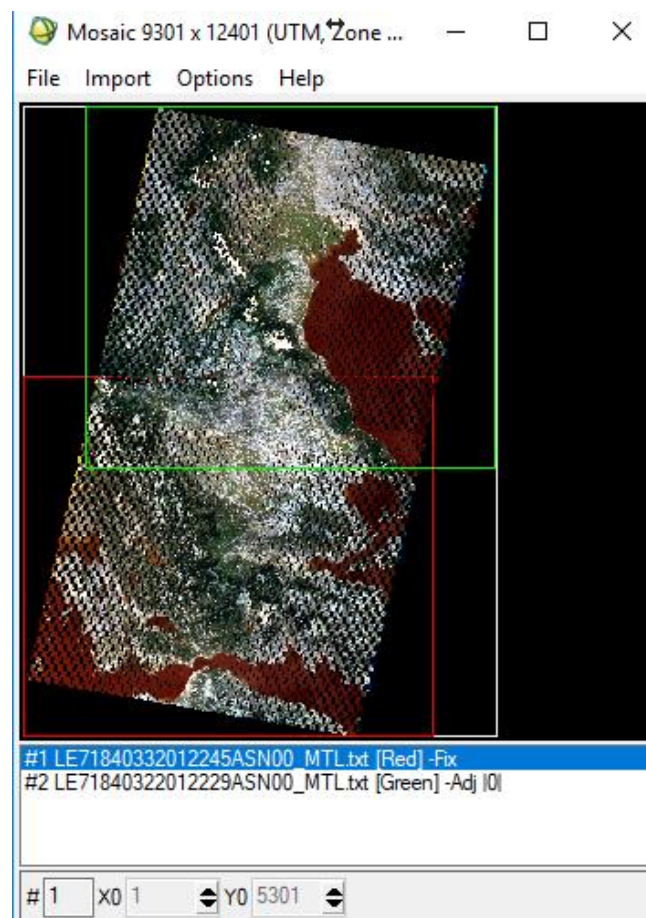 Mosaic 9301 x 12401 (UTM, Zone ...
File Import Options Help
#1 LE71840332012245ASN00_MTL.txt [Red] -Fix
#2 LE71840322012229ASN00_MTL.txt [Green] -Adj |0|
# 1 X0 1 Y0 5301